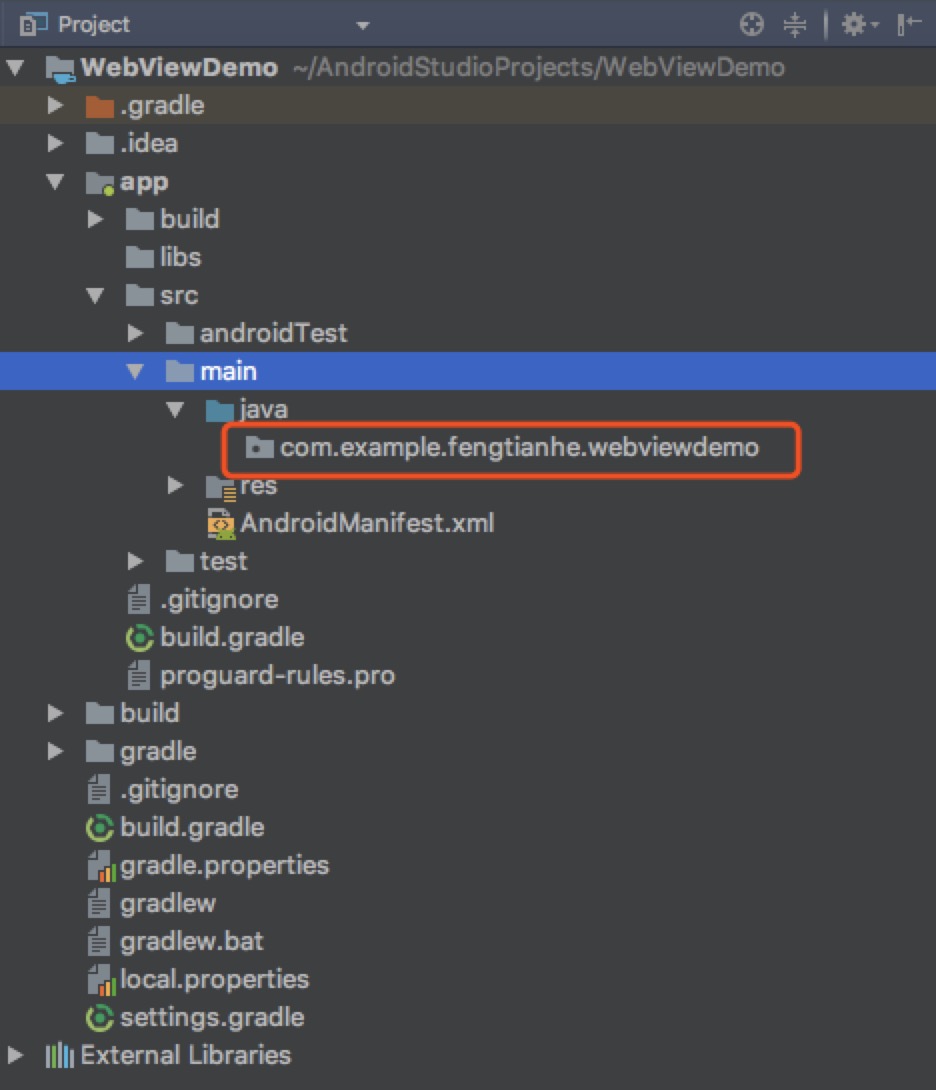 Project
WebViewDemo ~/AndroidStudioProjects/WebViewDemo
.gradle
.idea
app
build
libs
src
androidTest
main
java
com.example.fengtianhe.webviewdemo
res
AndroidManifest.xml
test
.gitignore
build.gradle
proguard-rules.pro
build
gradle
.gitignore
build.gradle
gradle.properties
gradlew
gradlew.bat
local.properties
settings.gradle
External Libraries